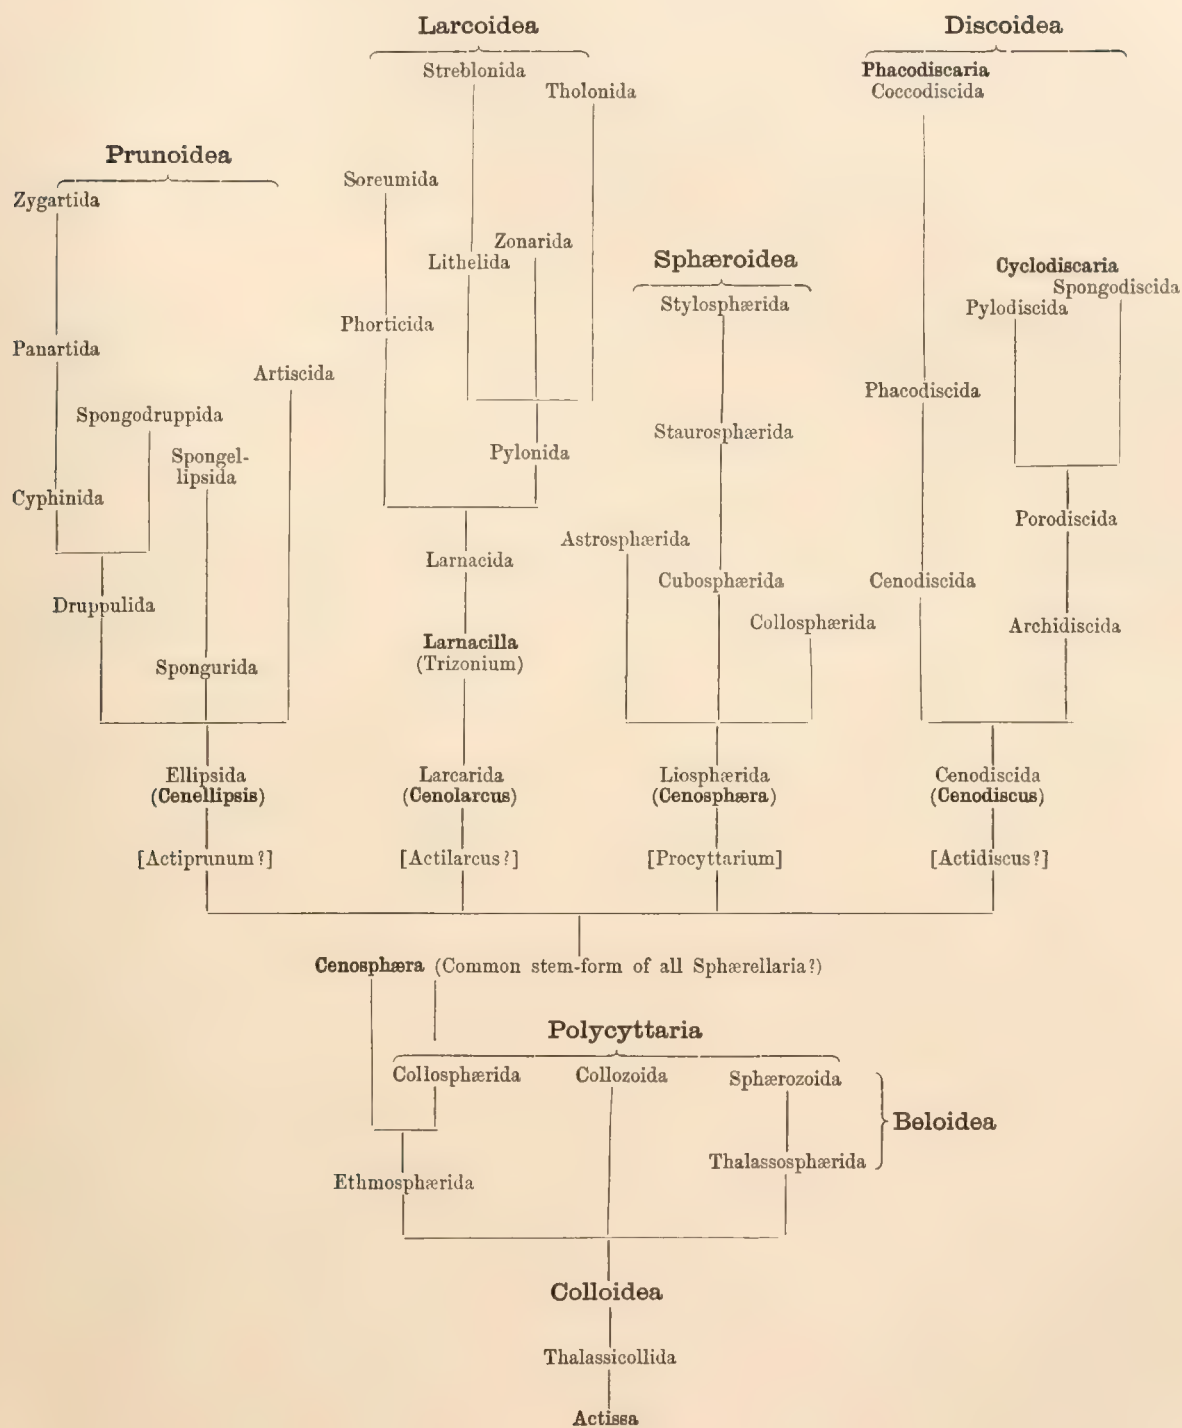 Larcoidea
Discoidea
Streblonida
Phacodiscaria
Coccodiscida
Tholonida
Prunoidea
Soreumida
Zygartida
Zonarida
Lithelida
Sphæroidea
Cyclodiscaria
Spongodiscida
Stylosphærida
Pylodiscida
Phorticida
Panartida
Artiscida
Phacodiscida
Spongodruppida
Staurosphærida
Spongel-
lipsida
Pylonida
Cyphinida
Porodiscida
Astrosphærida
Larnacida
Cubosphærida
Cenodiscida
Druppulida
Collosphærida
Archidiscida
Larnacilla
(Trizonium)
Spongurida
Ellipsida
(Cenellipsis)
Larcarida
(Cenolarcus)
Liosphærida
(Cenosphæra)
Cenodiscida
(Cenodiscus)
[Actiprunum?]
[Actilarcus?]
[Procyttarium]
[Actidiscus?]
Cenosphæra (Common stem-form of all Sphærellaria?)
Polycyttaria
Collosphærida
Collozoida
Sphærozoida
Beloidea
Thalassosphærida
Ethmosphærida
Colloidea
Thalassicollida
Actissa